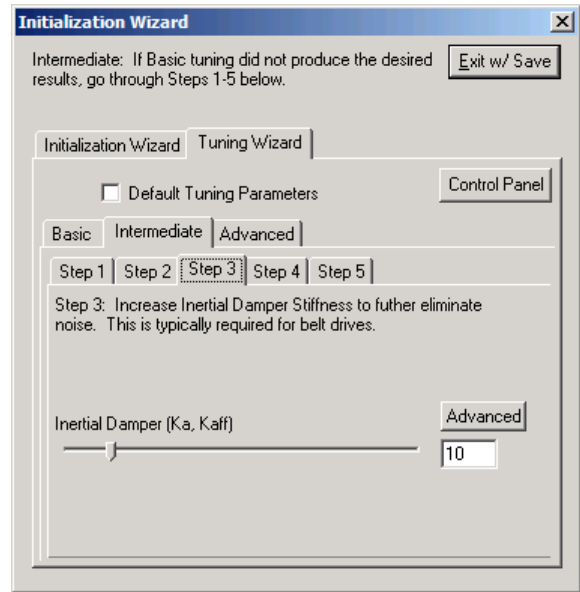 Initialization Wizard
Intermediate: If Basic tuning did not produce the desired
results, go through Steps 1-5 below.
Exit w/ Save
Initialization Wizard
Tuning Wizard
Default Tuning Parameters
Control Panel
Basic
Intermediate
Advanced
Step 1
Step 2
Step 3
Step 4
Step 5
Step 3: Increase Inertial Damper Stiffness to futher eliminate
noise. This is typically required for belt drives.
Inertial Damper (Ka, Kaff)
Advanced
10